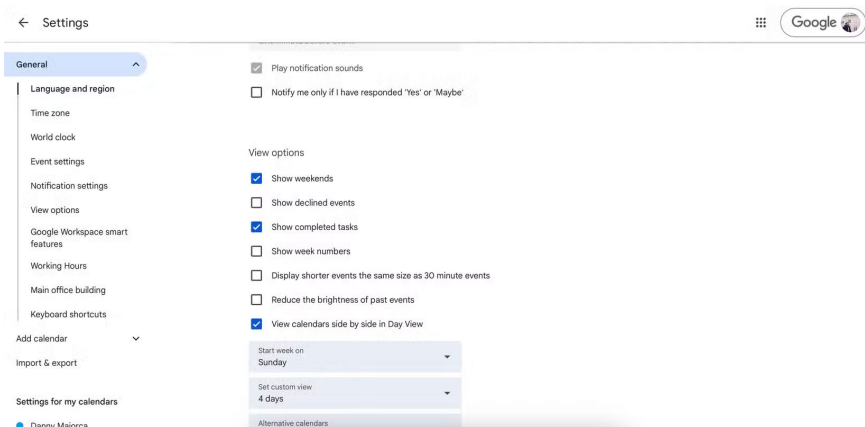 Settings
Google
General
Language and region
Time zone
World clock
Event settings
Notification settings
View options
Google Workspace smart
features
Working Hours
Main office building
Keyboard shortcuts
Add calendar
Import & export
Settings for my calendars
Danny Maiorca
Play notification sounds
Notify me only if I have responded 'Yes' or 'Maybe'
View options
Show weekends
Show declined events
Show completed tasks
Show week numbers
Display shorter events the same size as 30 minute events
Reduce the brightness of past events
View calendars side by side in Day View
Start week on
Sunday
Set custom view
4 days
Alternative calendars